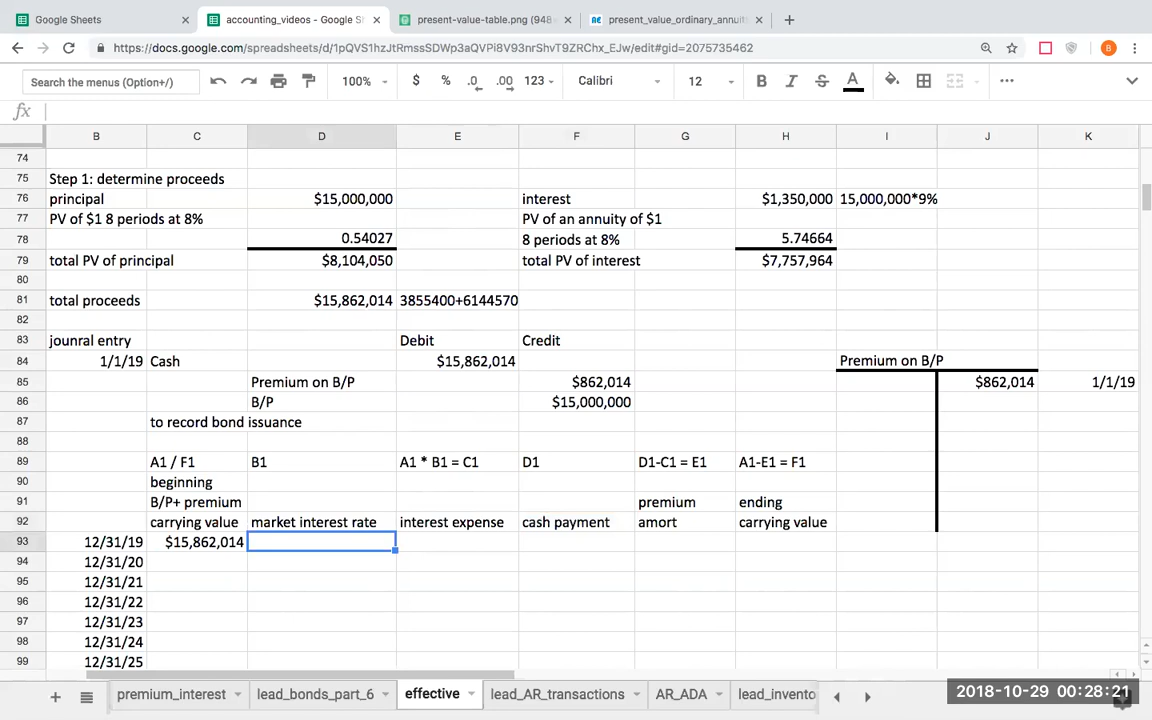 Google Sheets × accounting_videos - Google S × present-value-table.png (948 × present_value_ordinary_annuit × +
https://docs.google.com/spreadsheets/d/1pQVS1hzJtRmssSDWp3aQVPi8V93nrShvT9ZRChx_EJw/edit#gid=2075735462 B
Search the menus (Option+/) 100% $ % .0 .00 123 Calibri 12 B I S A
fx
B C D E F G H I J K
74
75 Step 1: determine proceeds
76 principal $15,000,000 interest $1,350,000 15,000,000*9%
77 PV of $1 8 periods at 8% PV of an annuity of $1
78 0.54027 8 periods at 8% 5.74664
79 total PV of principal $8,104,050 total PV of interest $7,757,964
80
81 total proceeds $15,862,014 3855400+6144570
82
83 jounral entry Debit Credit
84 1/1/19 Cash $15,862,014 Premium on B/P
85 Premium on B/P $862,014 $862,014 1/1/19
86 B/P $15,000,000
87 to record bond issuance
88
89 A1 / F1 B1 A1 * B1 = C1 D1 D1-C1 = E1 A1-E1 = F1
90 beginning
91 B/P+ premium premium ending
92 carrying value market interest rate interest expense cash payment amort carrying value
93 12/31/19 $15,862,014
94 12/31/20
95 12/31/21
96 12/31/22
97 12/31/23
98 12/31/24
99 12/31/25
+ premium_interest lead_bonds_part_6 effective lead_AR_transactions AR_ADA lead_invento
2018-10-29 00:28:21